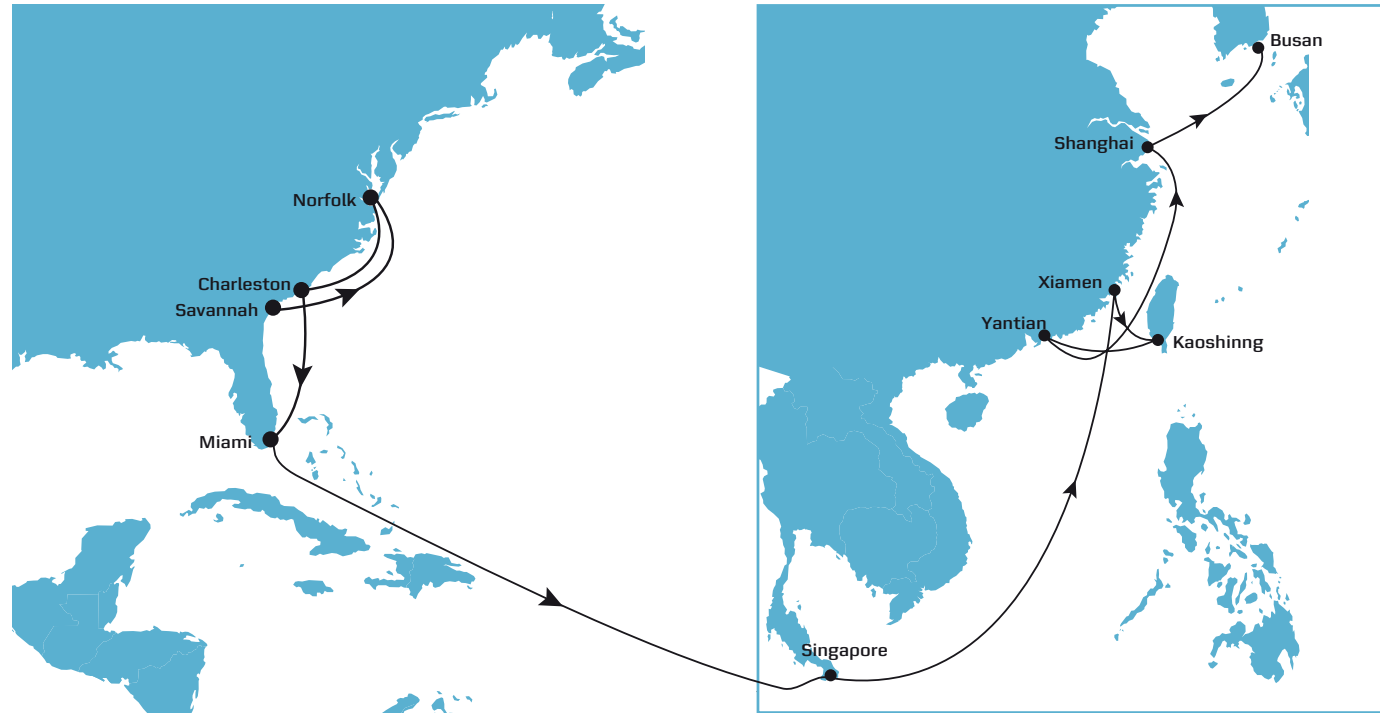 Busan
Shanghai
Norfolk
Charleston
Xiamen
Savannah
Yantian
Kaoshinng
Miami
Singapore